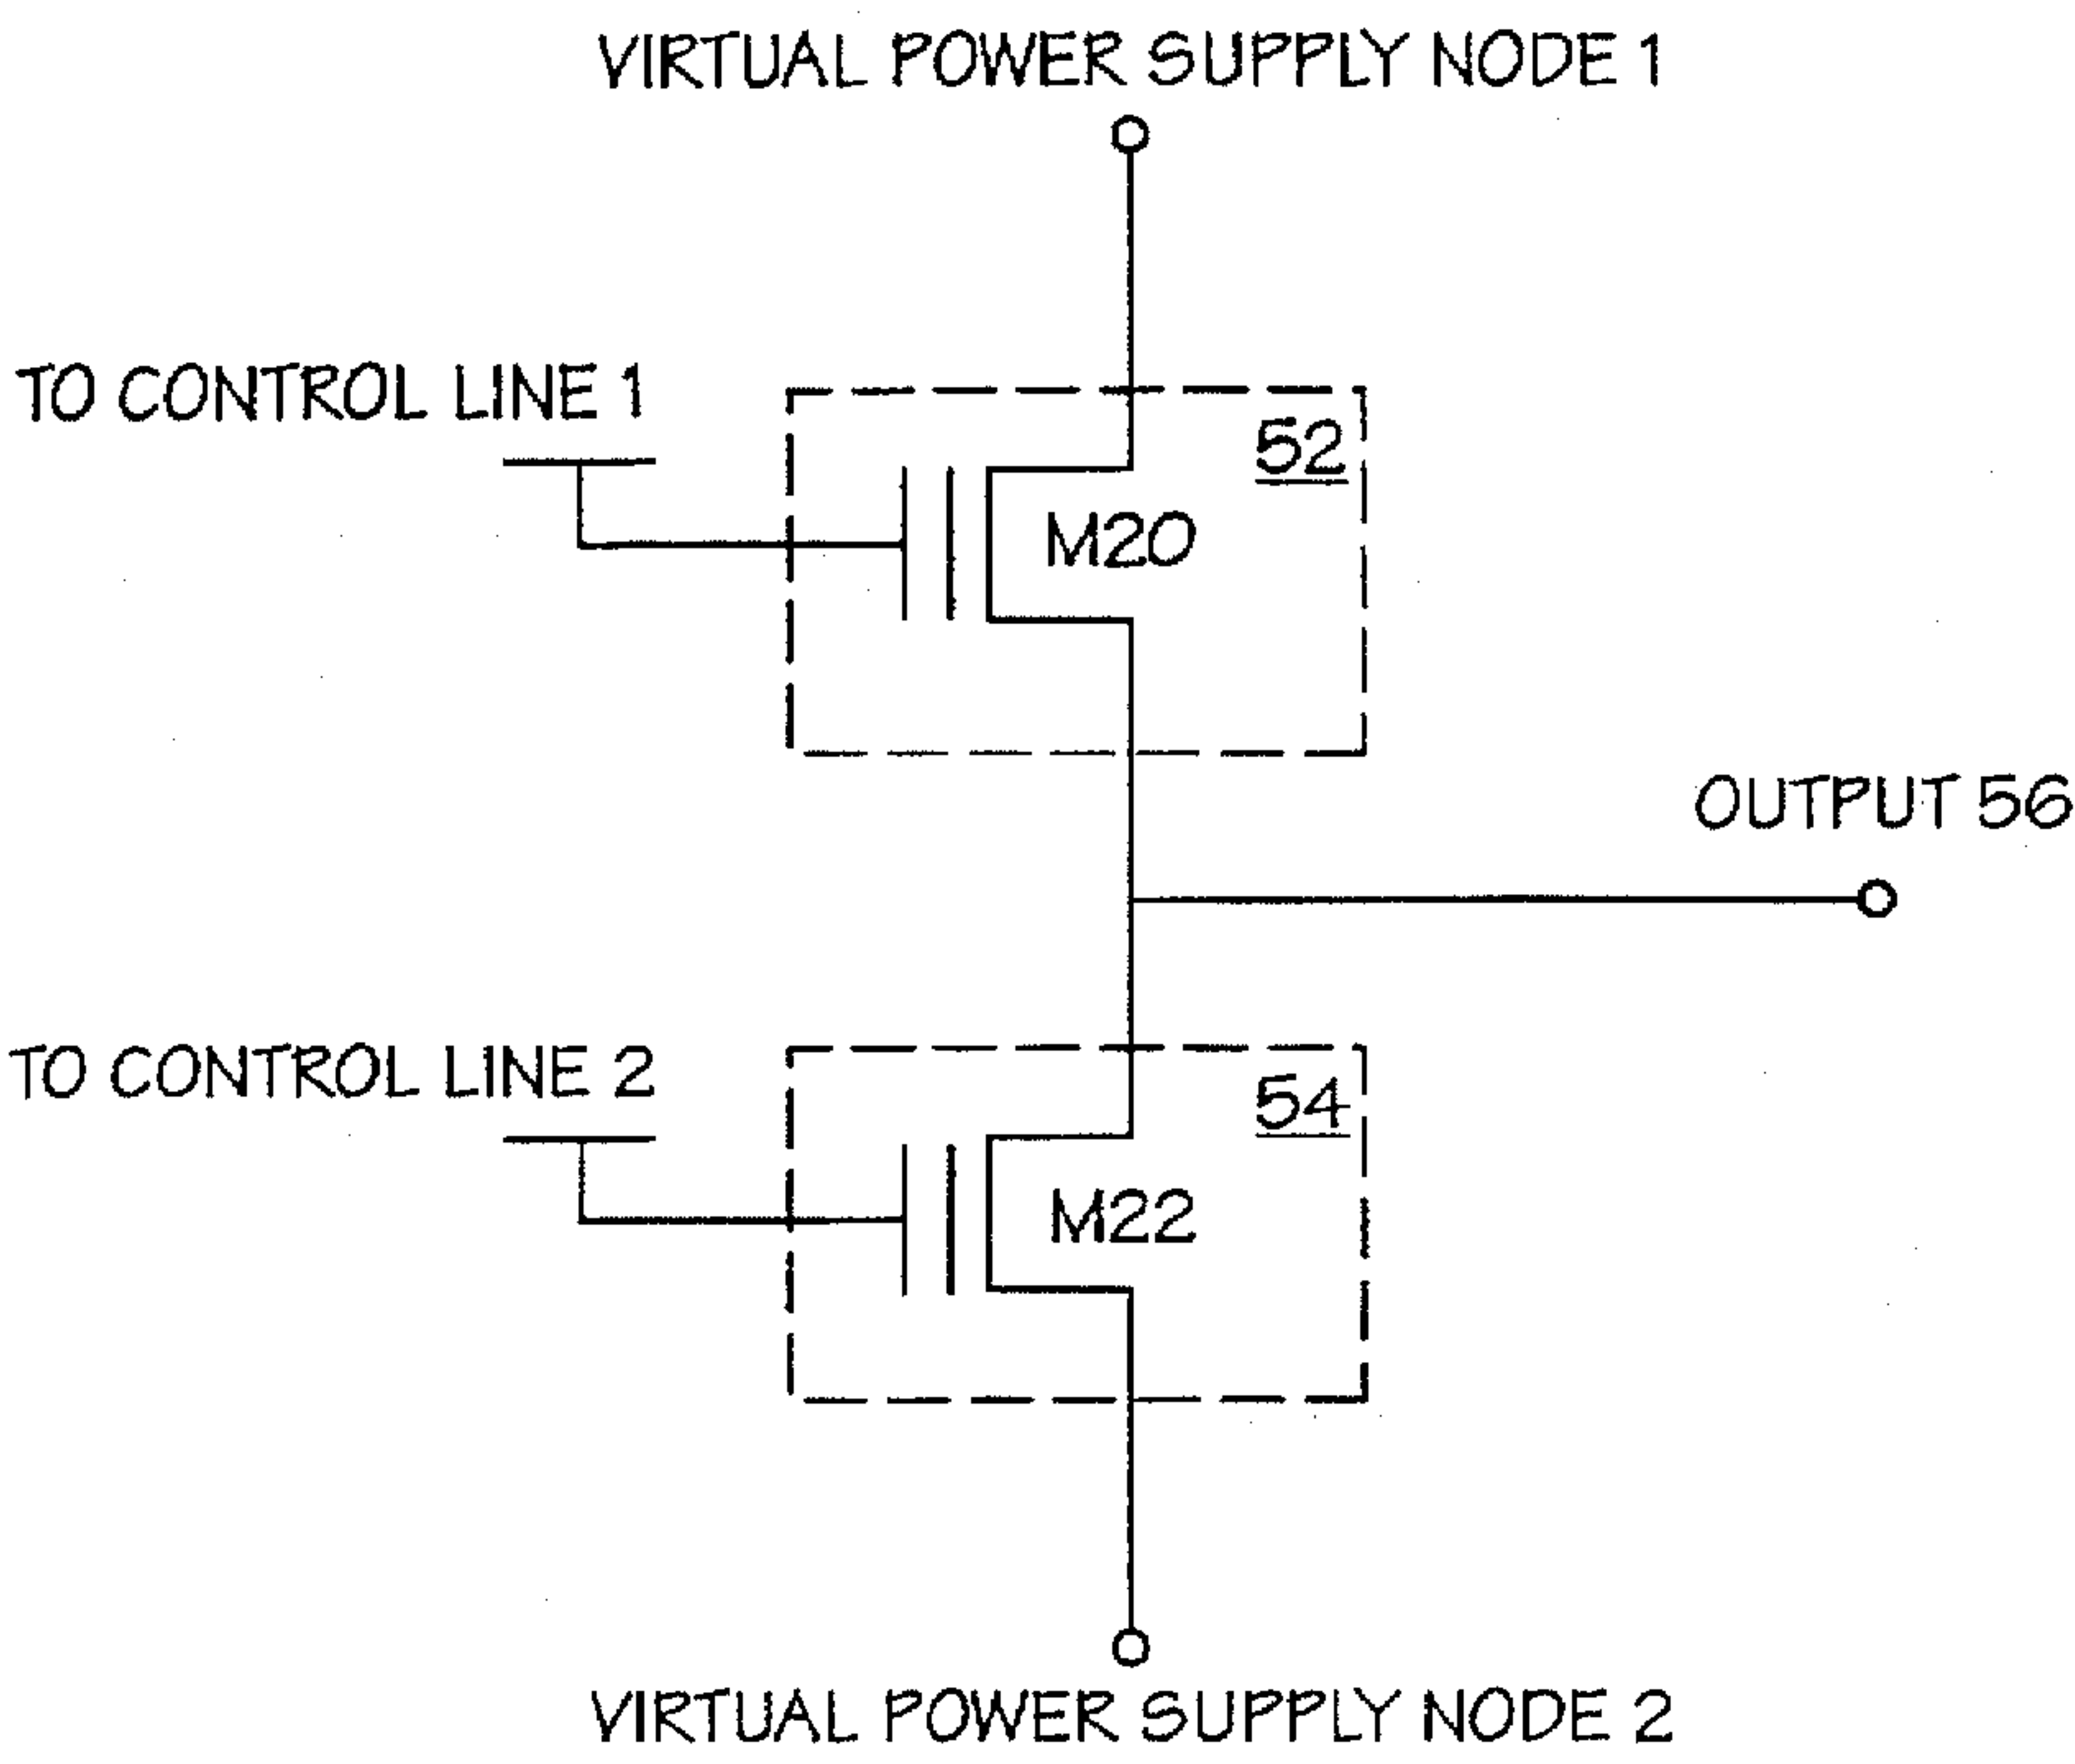 VIRTUAL POWER SUPPLY NODE 1
TO CONTROL LINE 1
52
M20
OUTPUT 56
TO CONTROL LINE 2
54
M22
VIRTUAL POWER SUPPLY NODE 2